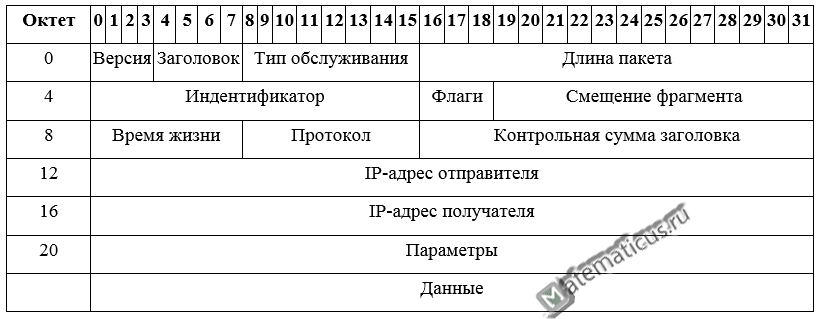 Октет 0 1 2 3 4 5 6 7 8 9 10 11 12 13 14 15 16 17 18 19 20 21 22 23 24 25 26 27 28 29 30 31
0 Версия Заголовок Тип обслуживания Длина пакета
4 Индентификатор Флаги Смещение фрагмента
8 Время жизни Протокол Контрольная сумма заголовка
12 IP-адрес отправителя
16 IP-адрес получателя
20 Параметры
Данные
Matematicus.ru